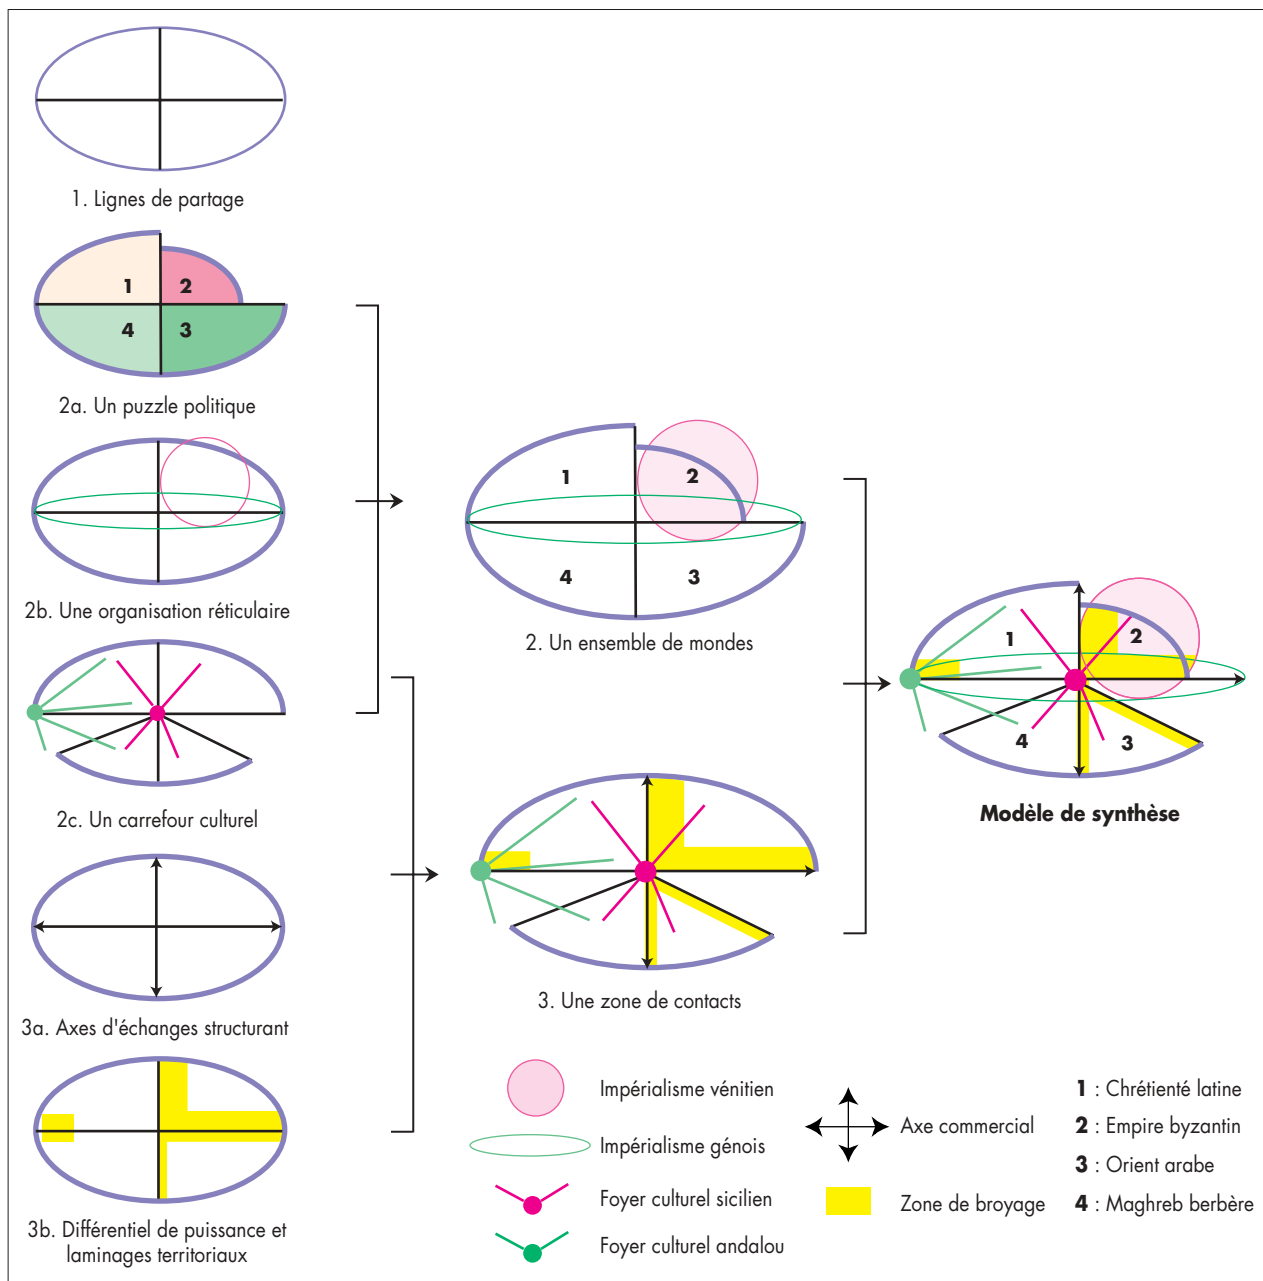 1. Lignes de partage
1
2
4
3
2a. Un puzzle politique
2b. Une organisation réticulaire
2c. Un carrefour culturel
3a. Axes d'échanges structurant
3b. Différentiel de puissance et
laminages territoriaux
1
2
4
3
2. Un ensemble de mondes
3. Une zone de contacts
1
2
4
3
Modèle de synthèse
Impérialisme vénitien
Impérialisme génois
Foyer culturel sicilien
Foyer culturel andalou
Axe commercial
Zone de broyage
1 : Chrétienté latine
2 : Empire byzantin
3 : Orient arabe
4 : Maghreb berbère